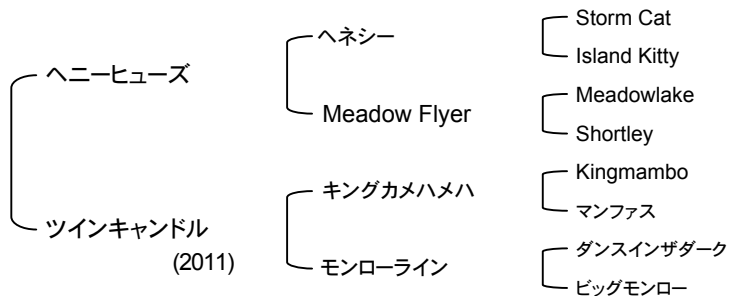 ヘニーヒューズ
ツインキャンドル
(2011)
ヘネシー
Meadow Flyer
キングカメハメハ
モンローライン
Storm Cat
Island Kitty
Meadowlake
Shortley
Kingmambo
マンファス
ダンスインザダーク
ビッグモンロー